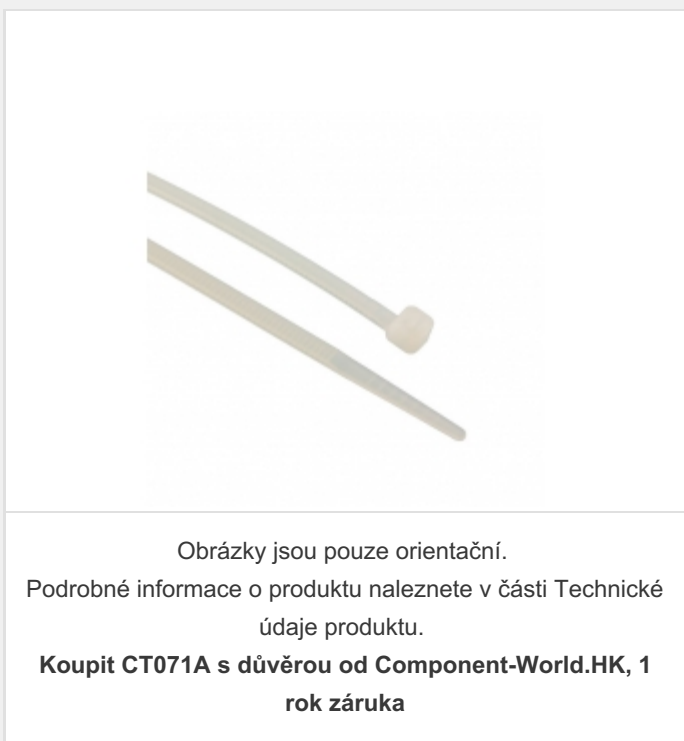 Obrázky jsou pouze orientační.
Podrobné informace o produktu naleznete v části Technické
údaje produktu.
Koupit CT071A s důvěrou od Component-World.HK, 1
rok záruka